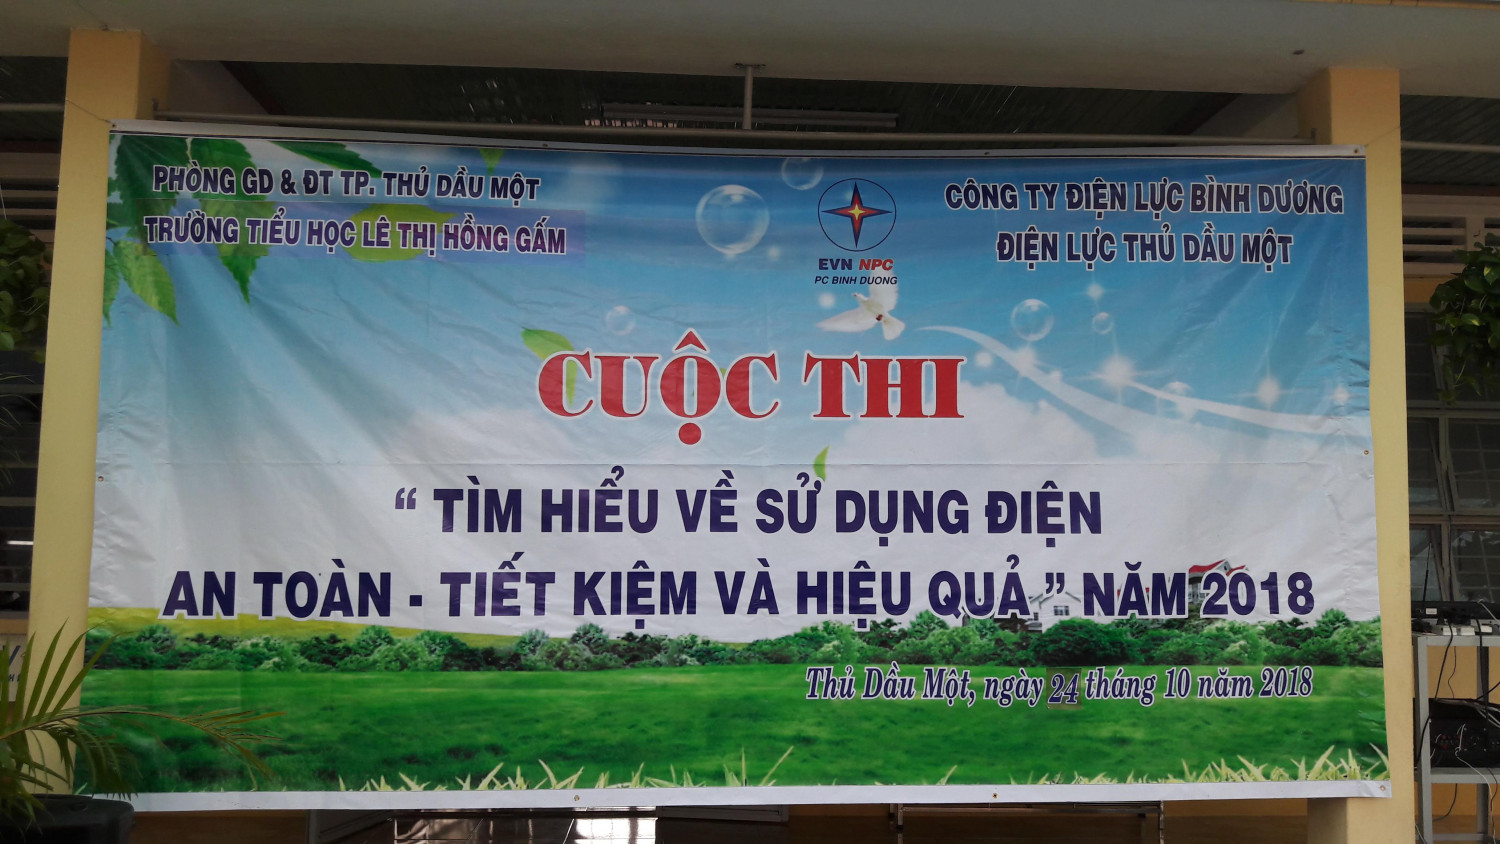 PHÒNG GD & ĐT TP. THỦ DẦU MỘT
TRƯỜNG TIỂU HỌC LÊ THỊ HỒNG GẤM
EVN NPC
PC BINH DUONG
CÔNG TY ĐIỆN LỰC BÌNH DƯƠNG
ĐIỆN LỰC THỦ DẦU MỘT
CUỘC THI
“ TÌM HIỂU VỀ SỬ DỤNG ĐIỆN
AN TOÀN - TIẾT KIỆM VÀ HIỆU QUẢ ” NĂM 2018
Thủ Dầu Một, ngày 24 tháng 10 năm 2018